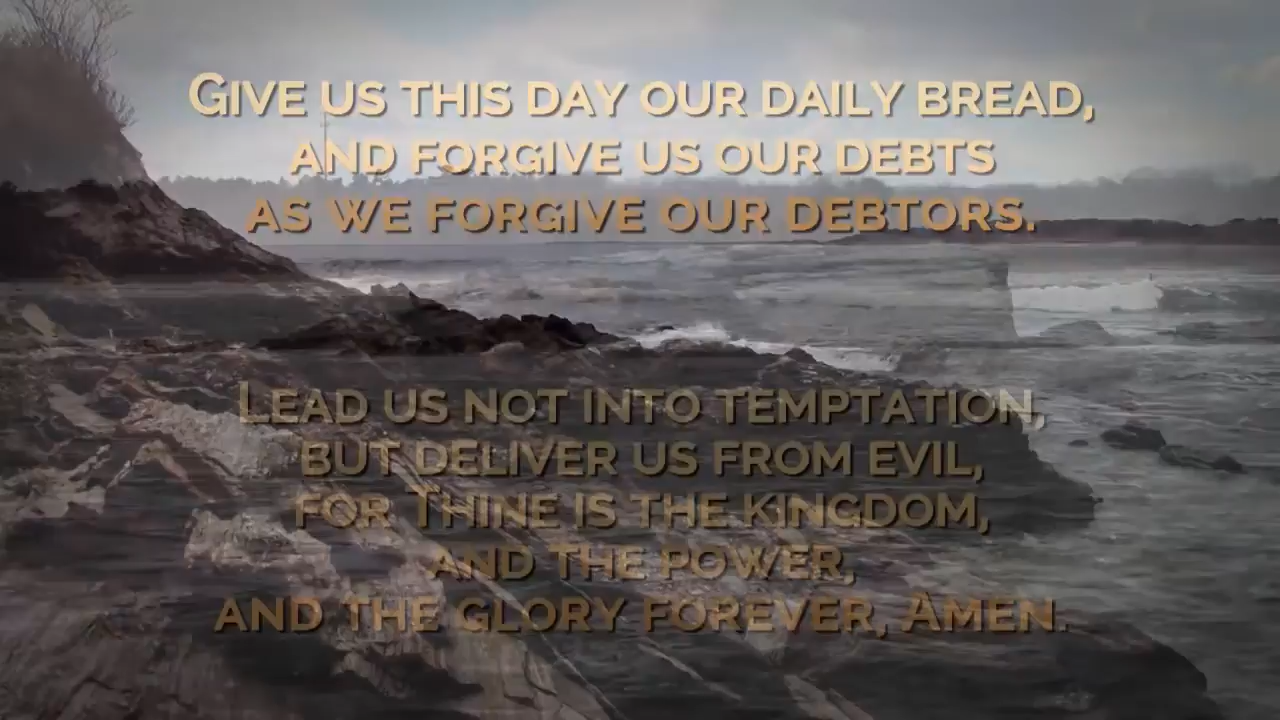 Give us this day our daily bread,
and forgive us our debts
as we forgive our debtors.
Lead us not into temptation,
but deliver us from evil,
for Thine is the kingdom,
and the power,
and the glory forever, Amen.